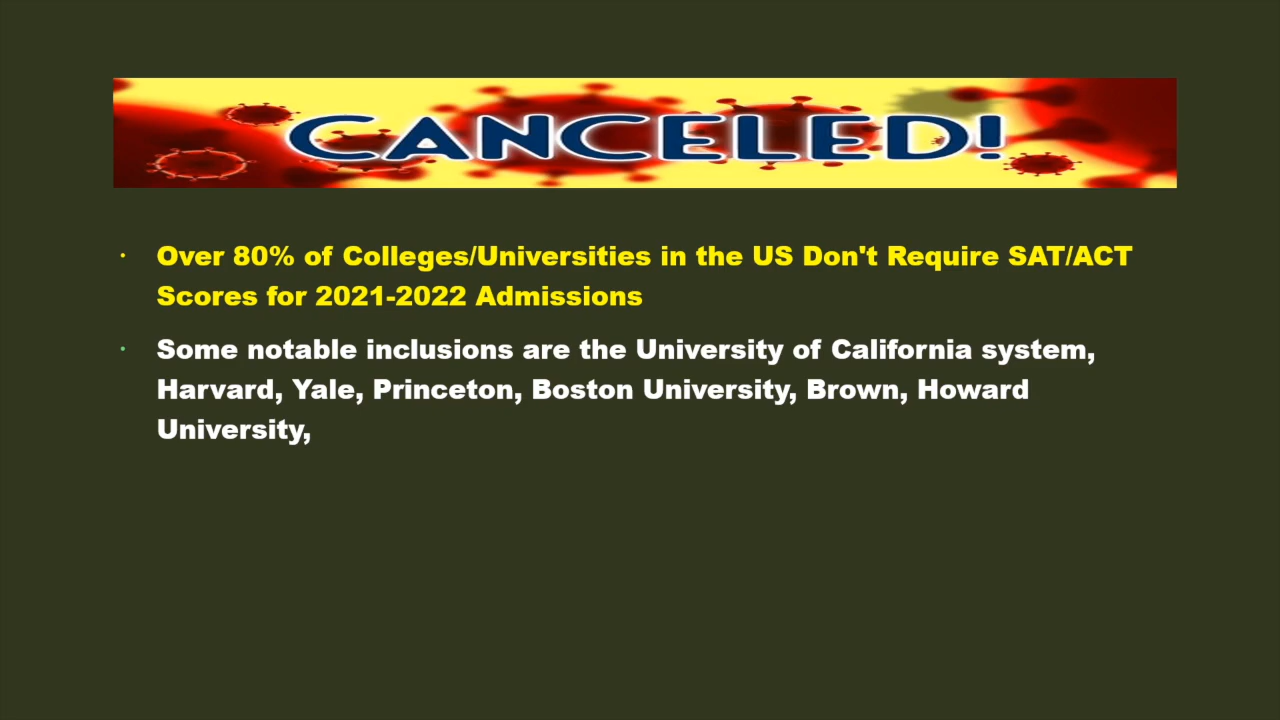 CANCELED!
Over 80% of Colleges/Universities in the US Don't Require SAT/ACT
Scores for 2021-2022 Admissions
Some notable inclusions are the University of California system,
Harvard, Yale, Princeton, Boston University, Brown, Howard
University,